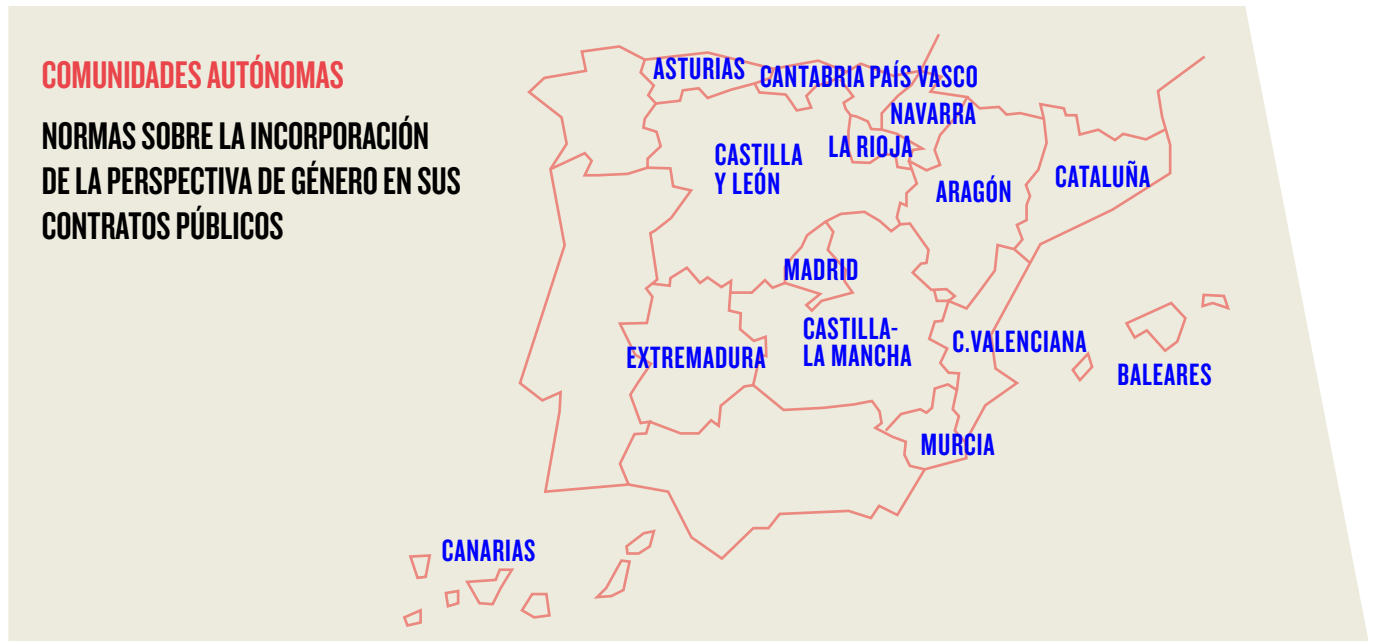 COMUNIDADES AUTÓNOMAS
NORMAS SOBRE LA INCORPORACIÓN
DE LA PERSPECTIVA DE GÉNERO EN SUS
CONTRATOS PÚBLICOS
ASTURIAS
CANTABRIA
PAÍS VASCO
NAVARRA
LA RIOJA
CASTILLA
Y LEÓN
ARAGÓN
CATALUÑA
MADRID
CASTILLA-
LA MANCHA
EXTREMADURA
C.VALENCIANA
BALEARES
MURCIA
CANARIAS